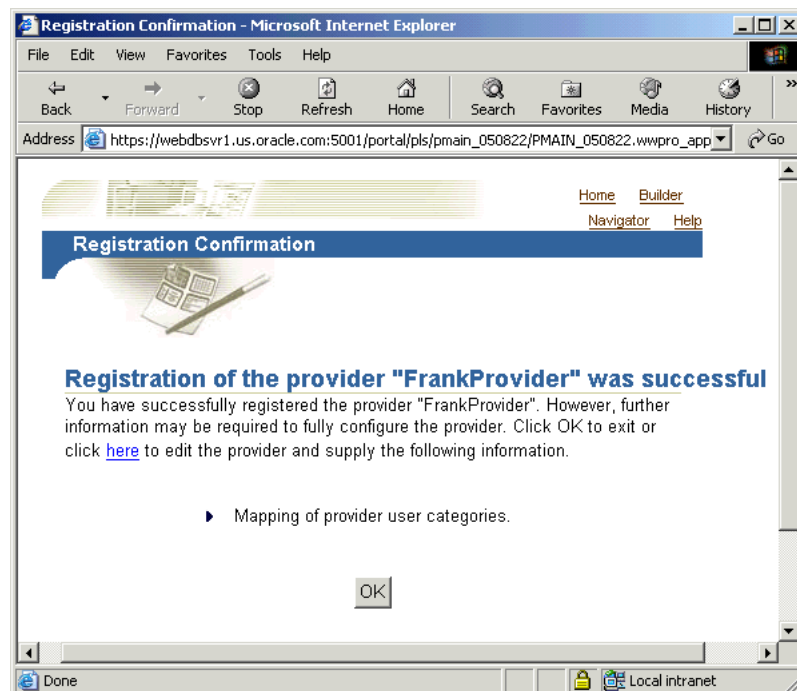 Registration Confirmation - Microsoft Internet Explorer
File Edit View Favorites Tools Help
Back Forward Stop Refresh Home Search Favorites Media History »
Address https://webdbsvr1.us.oracle.com:5001/portal/pls/pmain_050822/PMAIN_050822.wwpro_app Go
Home Builder
Navigator Help
Registration Confirmation
Registration of the provider "FrankProvider" was successful
You have successfully registered the provider "FrankProvider". However, further
information may be required to fully configure the provider. Click OK to exit or
click here to edit the provider and supply the following information.
Mapping of provider user categories.
OK
Done Local intranet